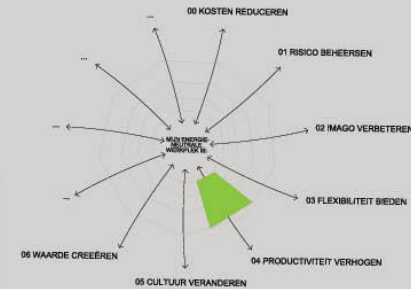 ...
00 KOSTEN REDUCEREN
...
01 RISICO BEHEERSEN
...
02 IMAGO VERBETEREN
MIJN ENERGIE-
NEUTRALE
WERKPLEK IS:
...
03 FLEXIBILITEIT BIEDEN
06 WAARDE CREEËREN
04 PRODUCTIVITEIT VERHOGEN
05 CULTUUR VERANDEREN